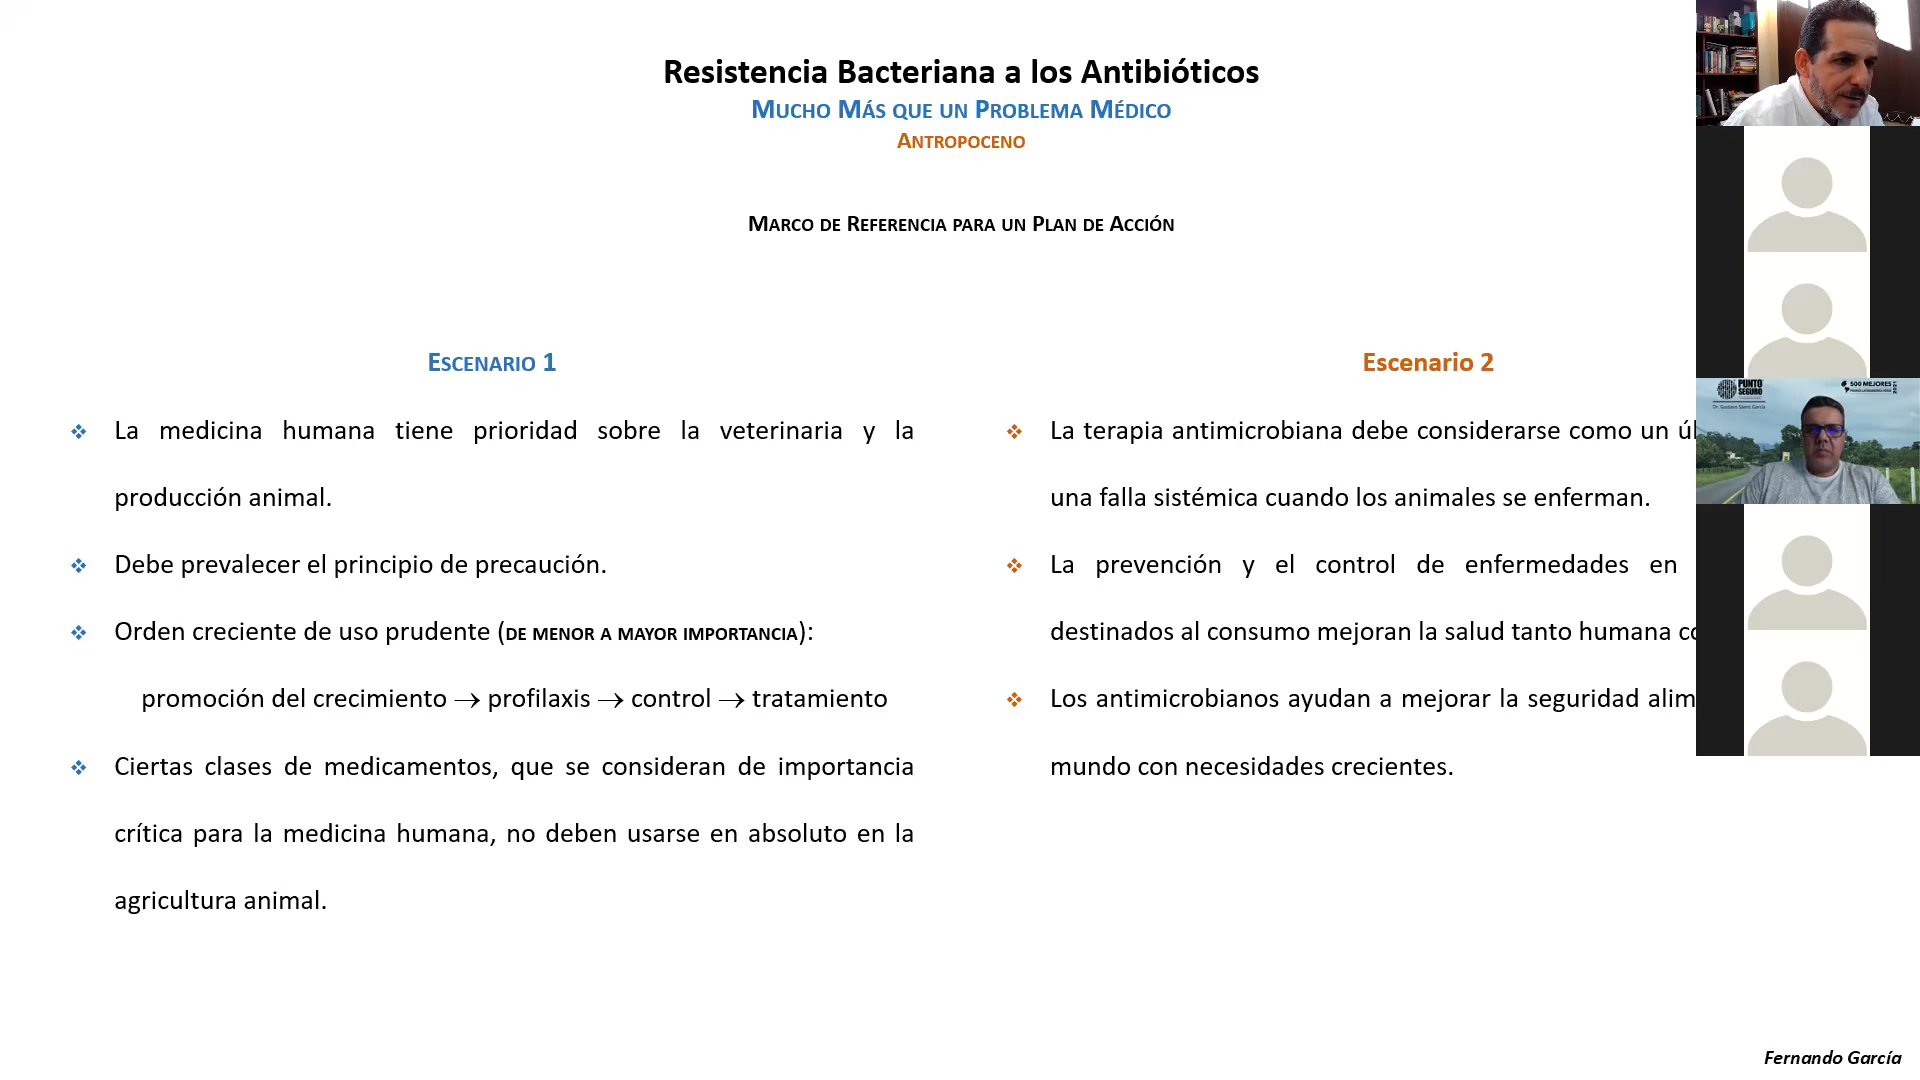 Resistencia Bacteriana a los Antibióticos
Mucho Más que un Problema Médico
Antropoceno
Marco de Referencia para un Plan de Acción
Escenario 1
❖ La medicina humana tiene prioridad sobre la veterinaria y la
producción animal.
❖ Debe prevalecer el principio de precaución.
❖ Orden creciente de uso prudente (de menor a mayor importancia):
promoción del crecimiento → profilaxis → control → tratamiento
❖ Ciertas clases de medicamentos, que se consideran de importancia
crítica para la medicina humana, no deben usarse en absoluto en la
agricultura animal.
Escenario 2
❖ La terapia antimicrobiana debe considerarse como un
una falla sistémica cuando los animales se enferman.
❖ La prevención y el control de enfermedades en
destinados al consumo mejoran la salud tanto humana
❖ Los antimicrobianos ayudan a mejorar la seguridad alim
mundo con necesidades crecientes.
PUNTO
SEGURO
500 MEJORES
2021
Fernando García